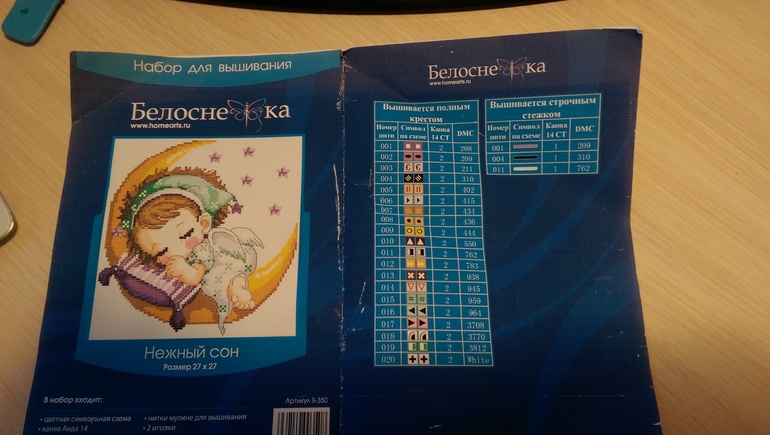 Набор для вышивания
Белоснежка
www.homearts.ru
Нежный сон
Размер 27 х 27
В набор входит:
Артикул В-350
• цветная символьная схема
• канва Аида 14
• нитки мулине для вышивания
• 2 иголки
Белоснежка
www.homearts.ru
Вышивается полным
крестом
Номер нити Символ на схеме Канва 14 СТ DMC
001 2 208
002 2 209
003 2 211
004 2 310
005 2 402
006 2 415
007 2 434
008 2 436
009 2 444
010 2 550
011 2 762
012 2 783
013 2 938
014 2 945
015 2 959
016 2 964
017 2 3708
018 2 3770
019 2 3812
020 2 White
Вышивается строчным
стежком
Номер нити Символ на схеме Канва 14 СТ DMC
001 1 209
004 1 310
011 1 762